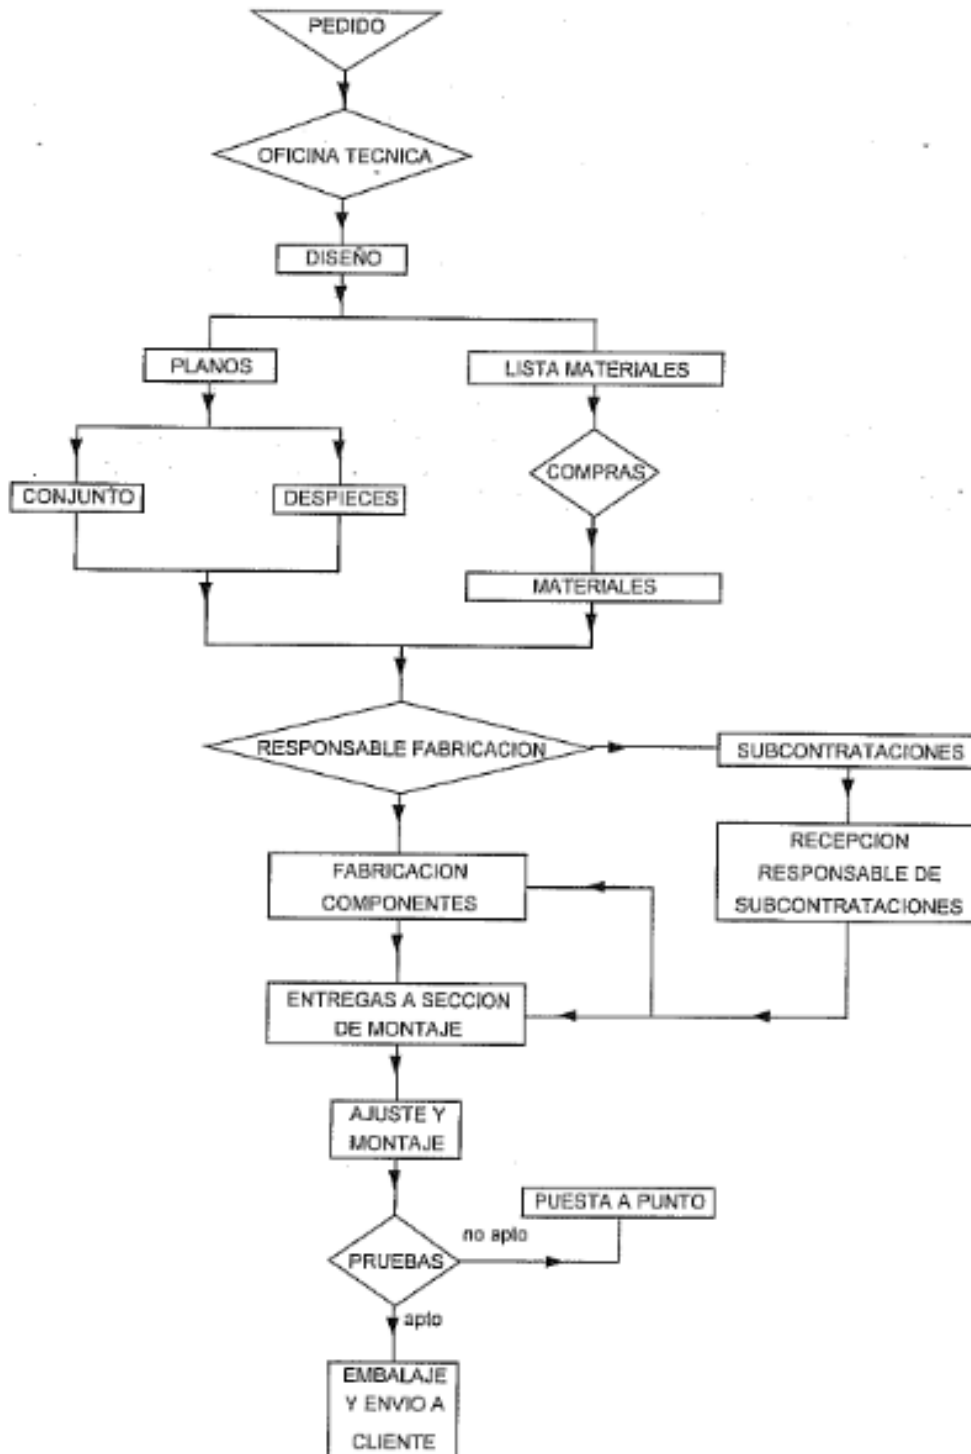 PEDIDO
OFICINA TECNICA
DISEÑO
PLANOS
LISTA MATERIALES
COMPRAS
CONJUNTO
DESPIECES
MATERIALES
RESPONSABLE FABRICACION
SUBCONTRATACIONES
RECEPCION
RESPONSABLE DE
SUBCONTRATACIONES
FABRICACION
COMPONENTES
ENTREGAS A SECCION
DE MONTAJE
AJUSTE Y
MONTAJE
PUESTA A PUNTO
no apto
PRUEBAS
apto
EMBALAJE
Y ENVIO A
CLIENTE